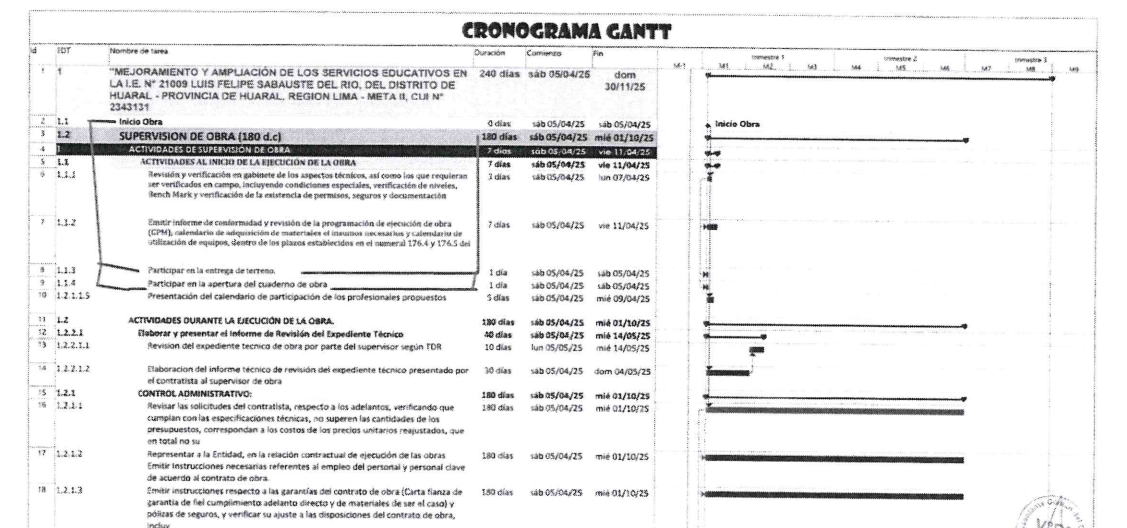 CRONOGRAMA GANTT
Id EDT Nombre de tarea Duración Comienzo Fin
trimestre 1 trimestre 2 trimestre 3
M-1 M1 M2 M3 M4 M5 M6 M7 M8 M9
1 1 "MEJORAMIENTO Y AMPLIACIÓN DE LOS SERVICIOS EDUCATIVOS EN 240 días sáb 05/04/25 dom
LA I.E. N° 21009 LUIS FELIPE SABAUSTE DEL RIO, DEL DISTRITO DE 30/11/25
HUARAL - PROVINCIA DE HUARAL, REGION LIMA - META II, CUI N°
2343131
2 1.1 Inicio Obra 0 días sáb 05/04/25 sáb 05/04/25 Inicio Obra
3 1.2 SUPERVISION DE OBRA (180 d.c) 180 días sáb 05/04/25 mié 01/10/25
4 1 ACTIVIDADES DE SUPERVISIÓN DE OBRA 7 días sáb 05/04/25 vie 11/04/25
5 1.1 ACTIVIDADES AL INICIO DE LA EJECUCIÓN DE LA OBRA 7 días sáb 05/04/25 vie 11/04/25
6 1.1.1 Revisión y verificación en gabinete de los aspectos técnicos, así como los que requieran 3 días sáb 05/04/25 lun 07/04/25
ser verificados en campo, incluyendo condiciones especiales, verificación de niveles,
Bench Mark y verificación de la existencia de permisos, seguros y documentación
7 1.1.2 Emitir informe de conformidad y revisión de la programación de ejecución de obra 7 días sáb 05/04/25 vie 11/04/25
(CPM), calendario de adquisición de materiales el insumos necesarios y calendario de
utilización de equipos, dentro de los plazos establecidos en el numeral 176.4 y 176.5 del
8 1.1.3 Participar en la entrega de terreno. 1 día sáb 05/04/25 sáb 05/04/25
9 1.1.4 Participar en la apertura del cuaderno de obra 1 día sáb 05/04/25 sáb 05/04/25
10 1.2.1.1.5 Presentación del calendario de participación de los profesionales propuestos 5 días sáb 05/04/25 mié 09/04/25
11 1.2 ACTIVIDADES DURANTE LA EJECUCIÓN DE LA OBRA. 180 días sáb 05/04/25 mié 01/10/25
12 1.2.2.1 Elaborar y presentar el Informe de Revisión del Expediente Técnico 40 días sáb 05/04/25 mié 14/05/25
13 1.2.2.1.1 Revision del expediente tecnico de obra por parte del supervisor según TDR 10 días lun 05/05/25 mié 14/05/25
14 1.2.2.1.2 Elaboracion del informe técnico de revisión del expediente técnico presentado por 30 días sáb 05/04/25 dom 04/05/25
el contratista al supervisor de obra
15 1.2.1 CONTROL ADMINISTRATIVO: 180 días sáb 05/04/25 mié 01/10/25
16 1.2.1.1 Revisar las solicitudes del contratista, respecto a los adelantos, verificando que 180 días sáb 05/04/25 mié 01/10/25
cumplan con las especificaciones técnicas, no superen las cantidades de los
presupuestos, correspondan a los costos de los precios unitarios reajustados, que
en total no su
17 1.2.1.2 Representar a la Entidad, en la relación contractual de ejecución de las obras 180 días sáb 05/04/25 mié 01/10/25
Emitir Instrucciones necesarias referentes al empleo del personal y personal clave
de acuerdo al contrato de obra.
18 1.2.1.3 Emitir instrucciones respecto a las garantías del contrato de obra (Carta fianza de 180 días sáb 05/04/25 mié 01/10/25
garantía de fiel cumplimiento adelanto directo y de materiales de ser el caso) y
pólizas de seguros, y verificar su ajuste a las disposiciones del contrato de obra,
incluy